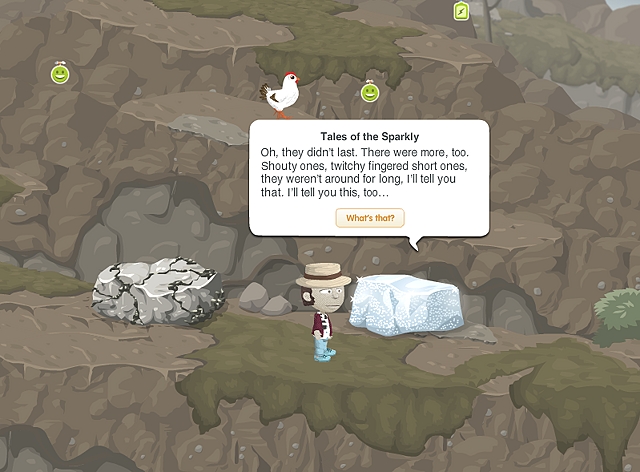 Tales of the Sparkly
Oh, they didn't last. There were more, too.
Shouty ones, twitchy fingered short ones,
they weren't around for long, I'll tell you
that. I'll tell you this, too…
What's that?